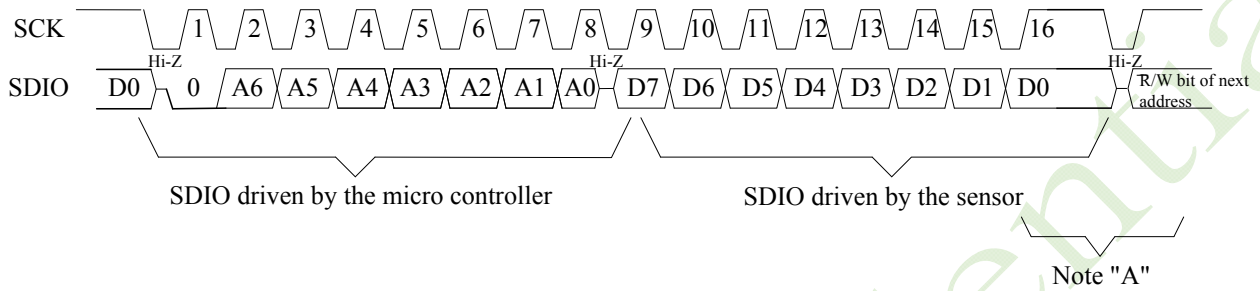 SCK 1 2 3 4 5 6 7 8 9 10 11 12 13 14 15 16
Hi-Z Hi-Z Hi-Z
SDIO D0 0 A6 A5 A4 A3 A2 A1 A0 D7 D6 D5 D4 D3 D2 D1 D0 R/W bit of next
address
SDIO driven by the micro controller SDIO driven by the sensor
Note "A"